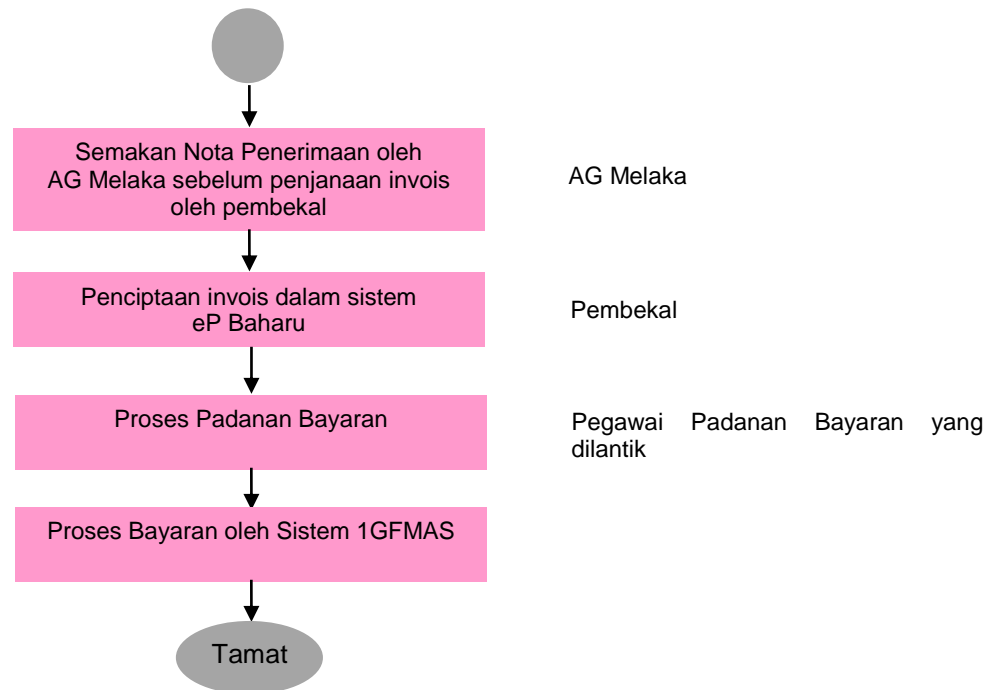 Semakan Nota Penerimaan oleh
AG Melaka sebelum penjanaan invois
oleh pembekal
AG Melaka
Penciptaan invois dalam sistem
eP Baharu
Pembekal
Proses Padanan Bayaran
Pegawai Padanan Bayaran yang
dilantik
Proses Bayaran oleh Sistem 1GFMAS
Tamat